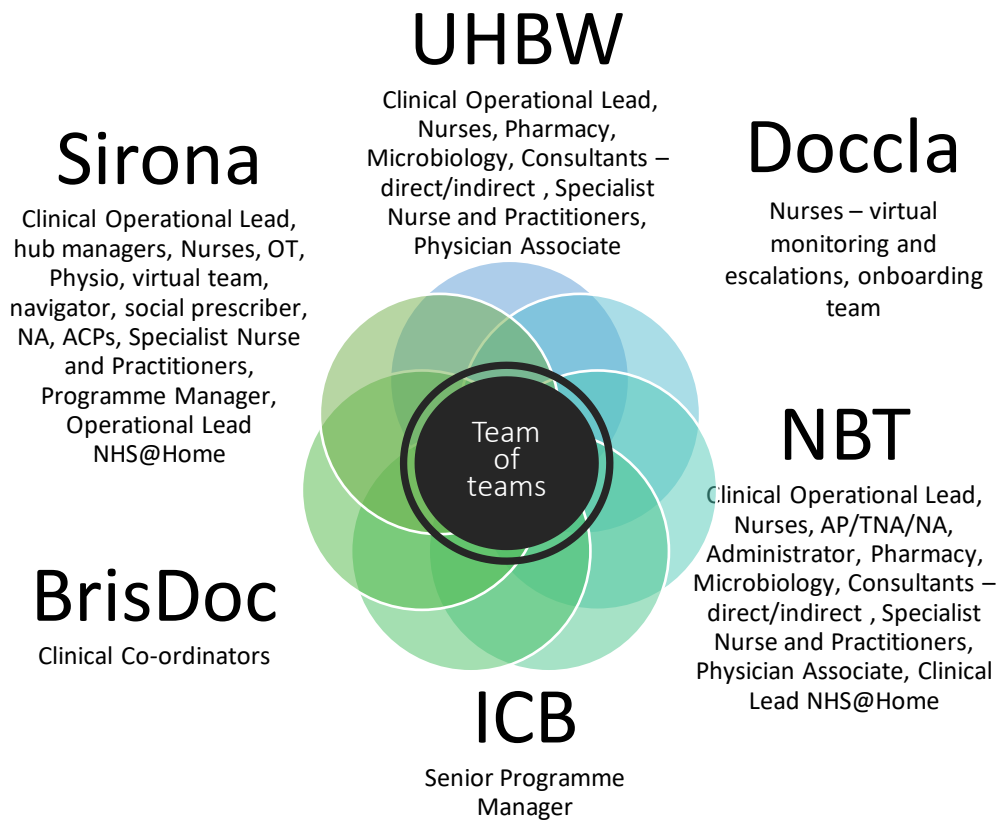 UHBW
Clinical Operational Lead,
Nurses, Pharmacy,
Microbiology, Consultants –
direct/indirect , Specialist
Nurse and Practitioners,
Physician Associate
Doccla
Nurses – virtual
monitoring and
escalations, onboarding
team
NBT
Clinical Operational Lead,
Nurses, AP/TNA/NA,
Administrator, Pharmacy,
Microbiology, Consultants –
direct/indirect , Specialist
Nurse and Practitioners,
Physician Associate, Clinical
Lead NHS@Home
ICB
Senior Programme
Manager
BrisDoc
Clinical Co-ordinators
Sirona
Clinical Operational Lead,
hub managers, Nurses, OT,
Physio, virtual team,
navigator, social prescriber,
NA, ACPs, Specialist Nurse
and Practitioners,
Programme Manager,
Operational Lead
NHS@Home
Team
of
teams